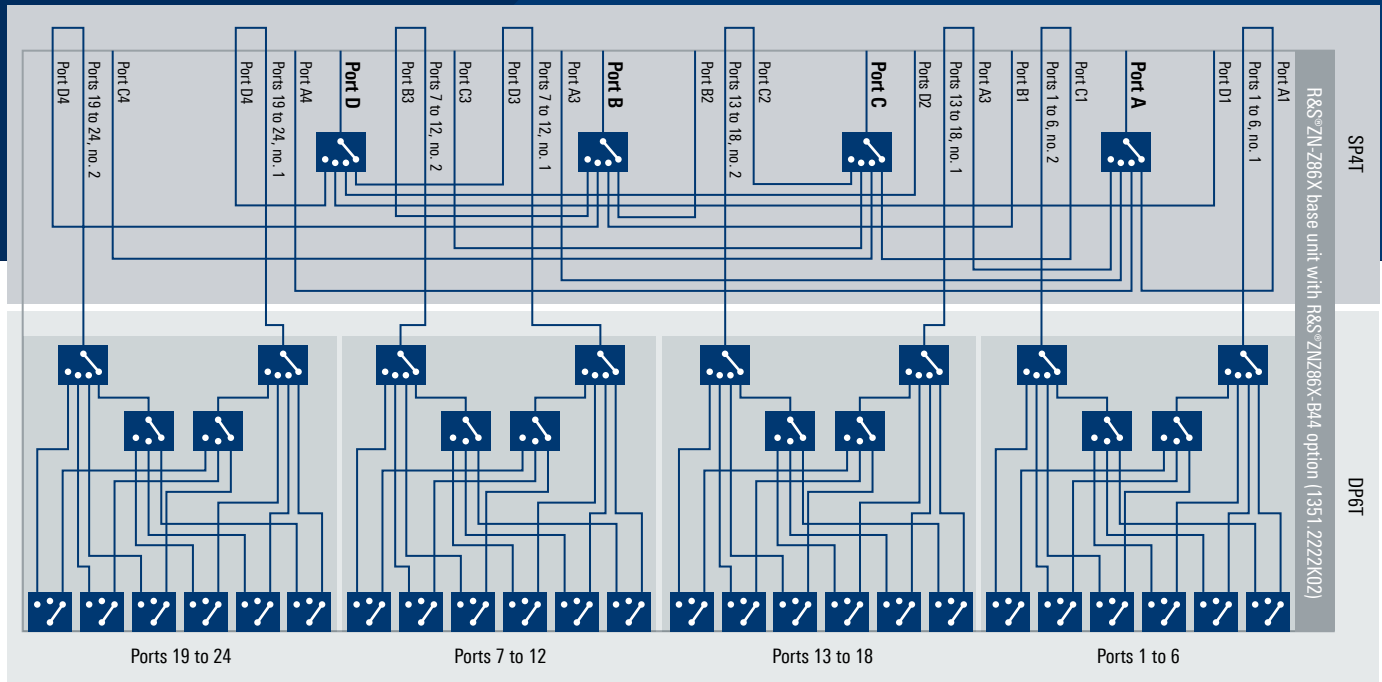 Port D4
Ports 19 to 24, no. 2
Port C4
Port D4
Ports 19 to 24, no. 1
Port A4
Port D
Port B3
Ports 7 to 12, no. 2
Port C3
Port D3
Ports 7 to 12, no. 1
Port A3
Port B
Port B2
Ports 13 to 18, no. 2
Port C2
Port C
Ports D2
Ports 13 to 18, no. 1
Port A3
Port B1
Ports 1 to 6, no. 2
Port C1
Port A
Port D1
Ports 1 to 6, no. 1
Port A1
R&S®ZN-Z86X base unit with R&S®ZNZ86X-B44 option (1351.2222K02)
SP4T
DP6T
Ports 19 to 24
Ports 7 to 12
Ports 13 to 18
Ports 1 to 6